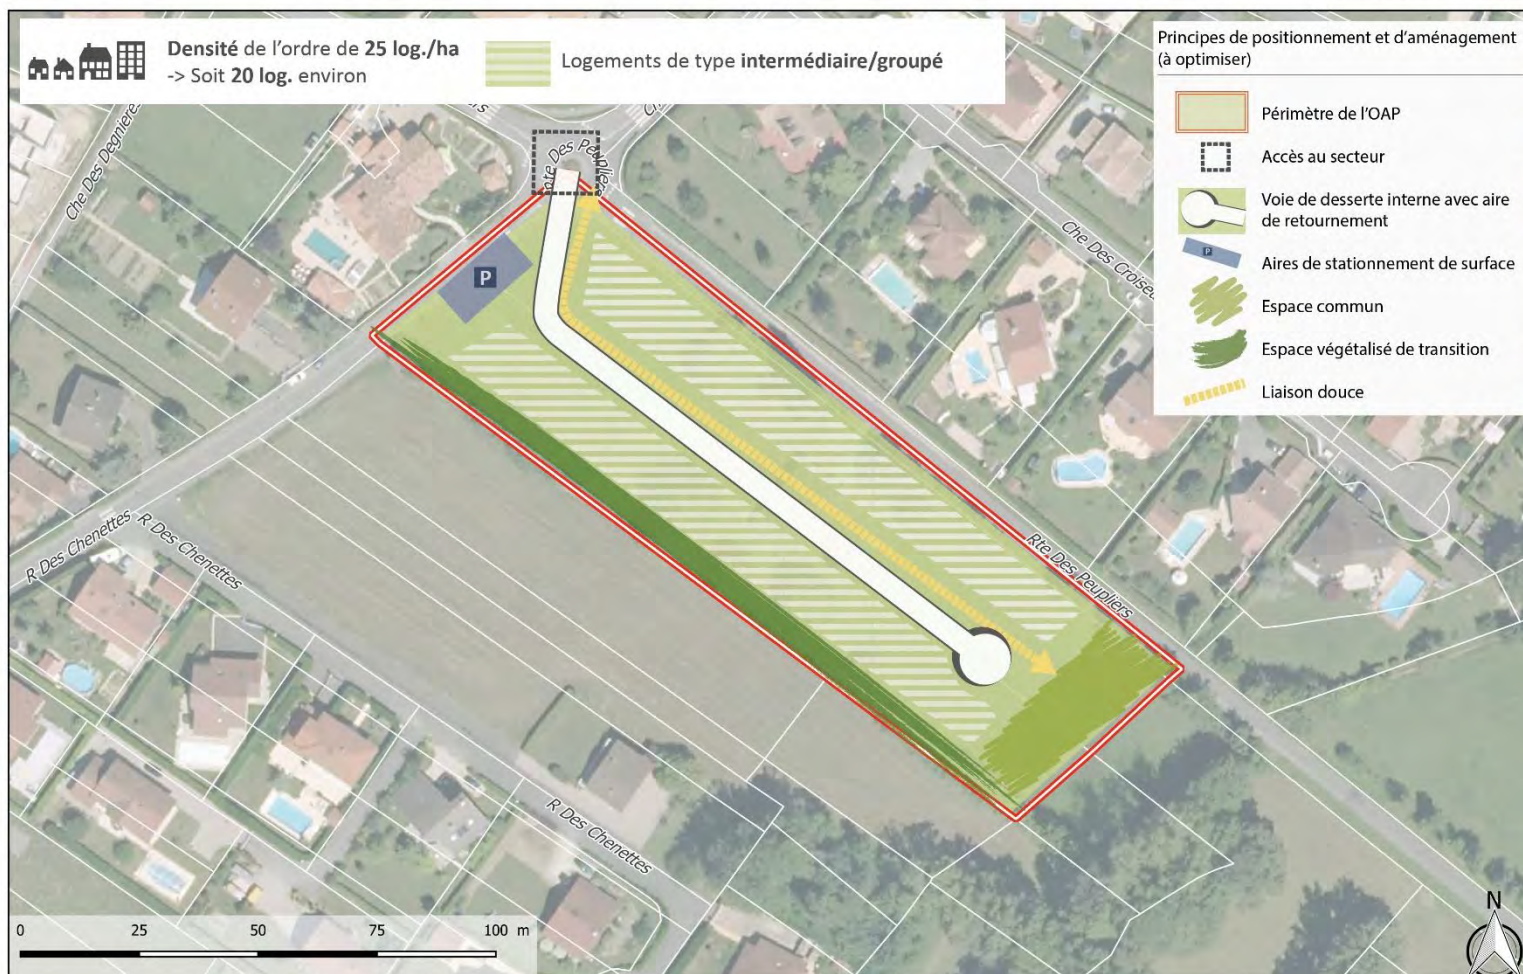 Densité de l'ordre de 25 log./ha
-> Soit 20 log. environ
Logements de type intermédiaire/groupé
Principes de positionnement et d'aménagement
(à optimiser)
Périmètre de l'OAP
Accès au secteur
Voie de desserte interne avec aire
de retournement
P
Aires de stationnement de surface
Espace commun
Espace végétalisé de transition
Liaison douce
Che Des Degnieres
Rte Des Peupliers
Che Des Croise
P
R Des Chenettes
R Des Chenettes
Rte Des Peupliers
R Des Chenettes
0 25 50 75 100 m
N